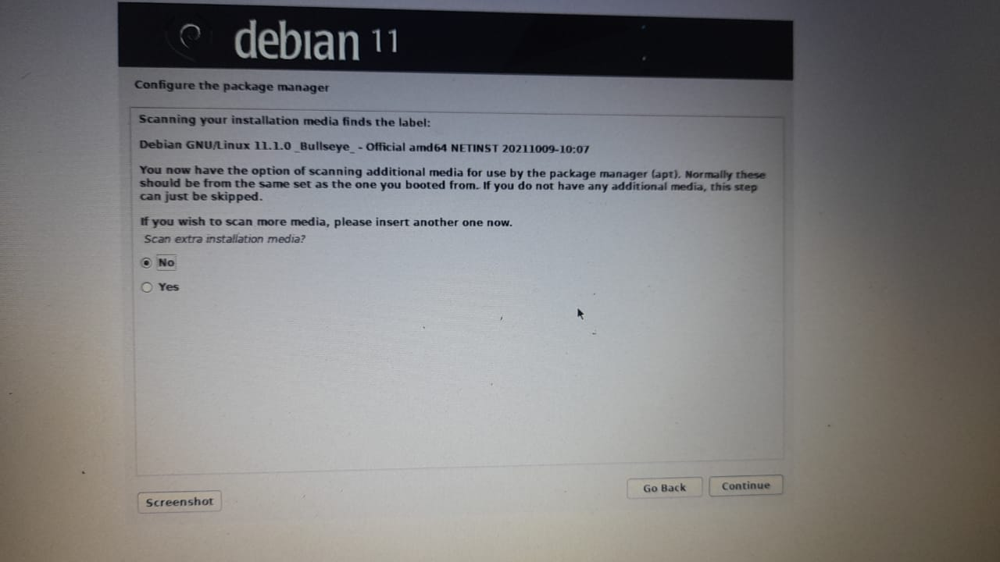 debian 11
Configure the package manager
Scanning your installation media finds the label:
Debian GNU/Linux 11.1.0 _Bullseye_ - Official amd64 NETINST 20211009-10:07
You now have the option of scanning additional media for use by the package manager (apt). Normally these
should be from the same set as the one you booted from. If you do not have any additional media, this step
can just be skipped.
If you wish to scan more media, please insert another one now.
Scan extra installation media?
No
Yes
Screenshot
Go Back
Continue